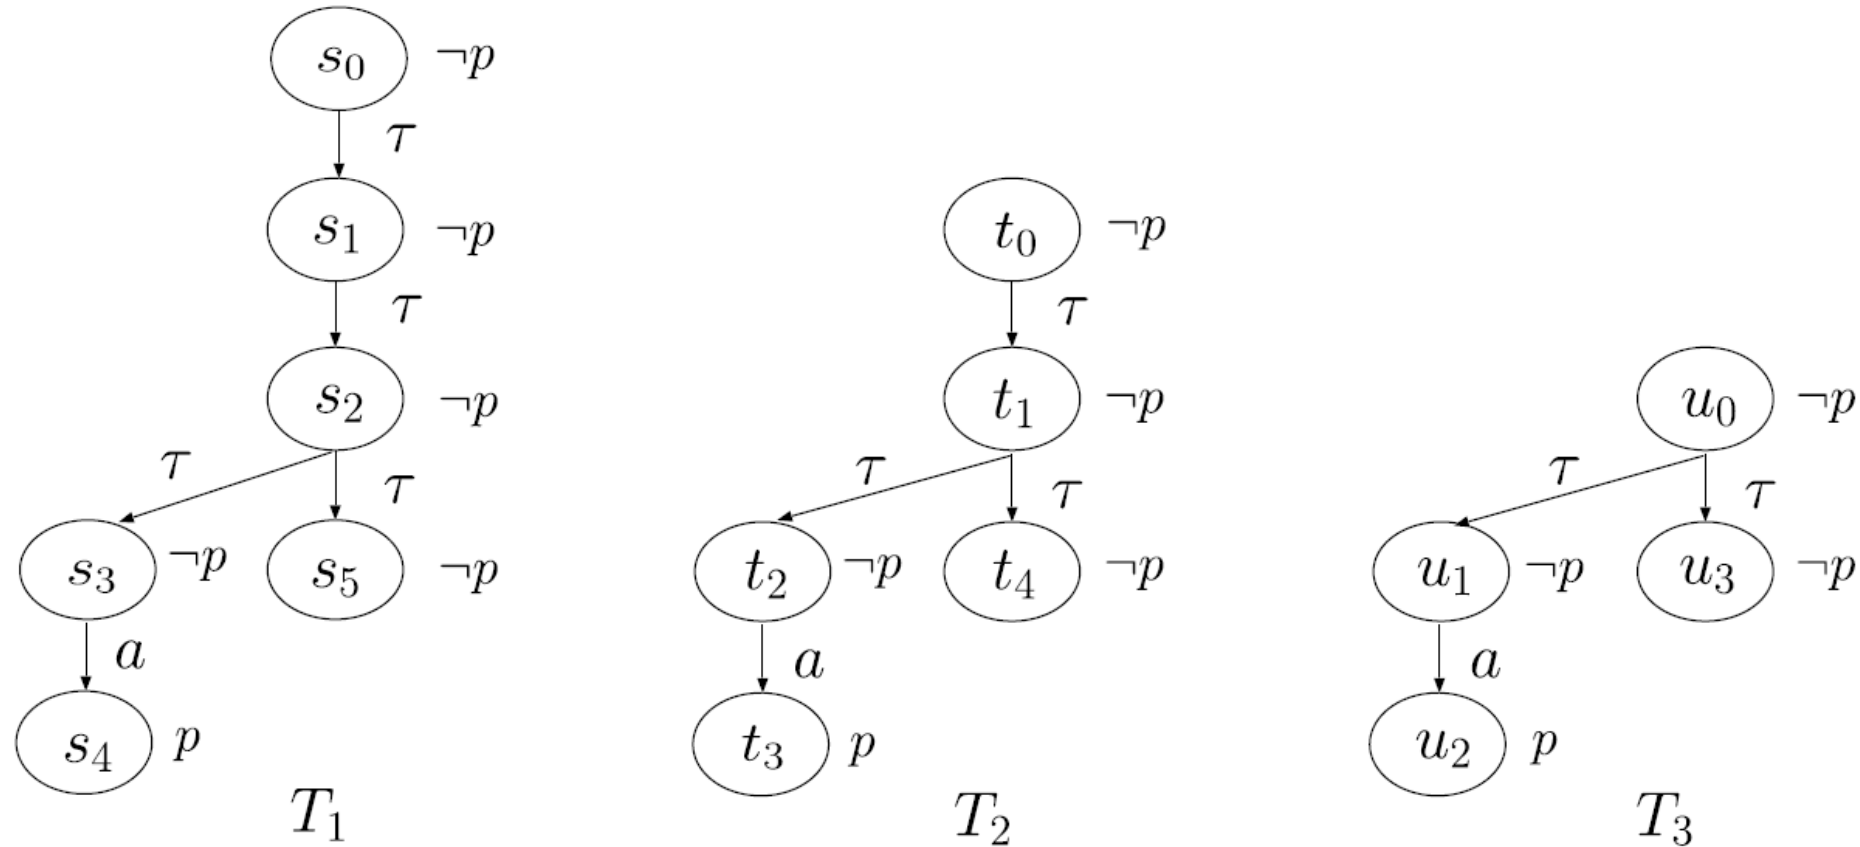 s₀ ¬p
τ
s₁ ¬p
τ
s₂ ¬p
τ τ
s₃ ¬p s₅ ¬p
a
s₄ p
T₁
t₀ ¬p
τ
t₁ ¬p
τ τ
t₂ ¬p t₄ ¬p
a
t₃ p
T₂
u₀ ¬p
τ τ
u₁ ¬p u₃ ¬p
a
u₂ p
T₃